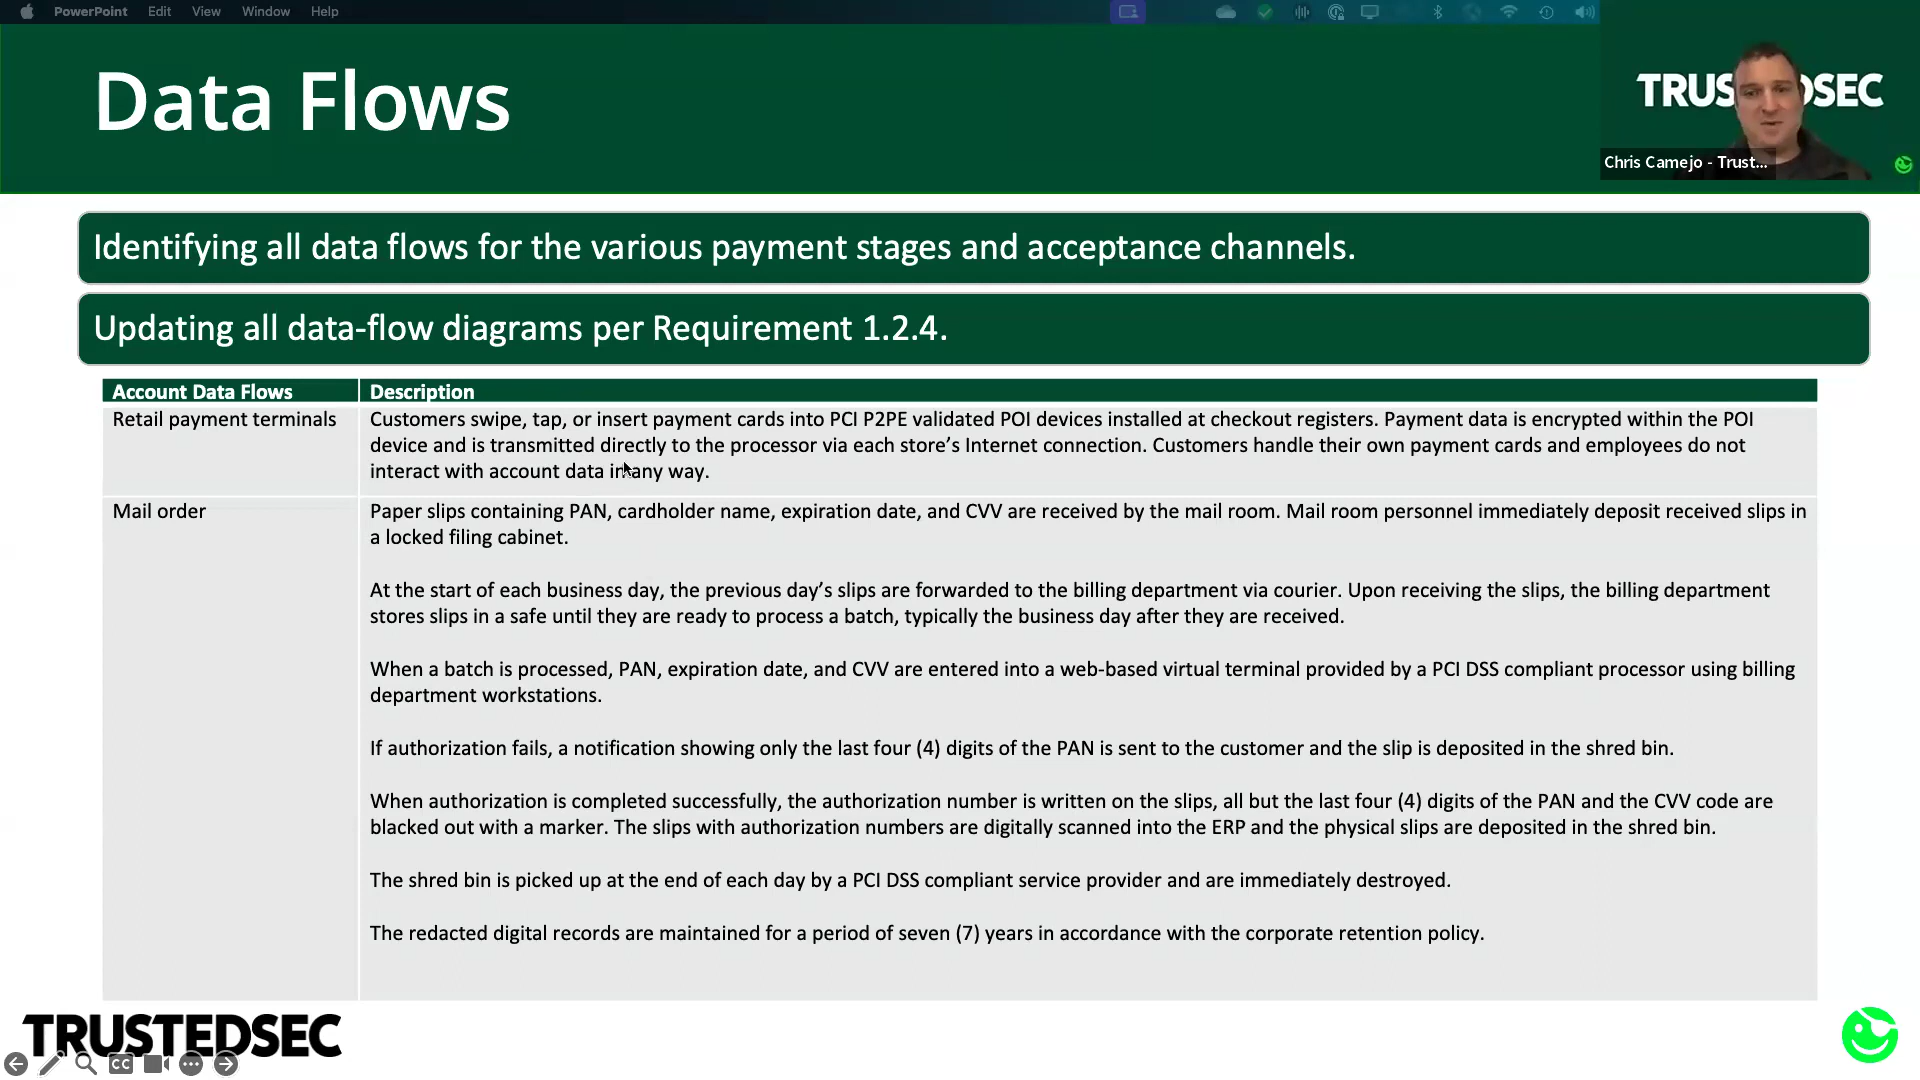 PowerPoint Edit View Window Help
Data Flows
TRUSTEDSEC
Chris Camejo - Trust...
Identifying all data flows for the various payment stages and acceptance channels.
Updating all data-flow diagrams per Requirement 1.2.4.
Account Data Flows
Description
Retail payment terminals
Customers swipe, tap, or insert payment cards into PCI P2PE validated POI devices installed at checkout registers. Payment data is encrypted within the POI
device and is transmitted directly to the processor via each store’s Internet connection. Customers handle their own payment cards and employees do not
interact with account data in any way.
Mail order
Paper slips containing PAN, cardholder name, expiration date, and CVV are received by the mail room. Mail room personnel immediately deposit received slips in
a locked filing cabinet.
At the start of each business day, the previous day’s slips are forwarded to the billing department via courier. Upon receiving the slips, the billing department
stores slips in a safe until they are ready to process a batch, typically the business day after they are received.
When a batch is processed, PAN, expiration date, and CVV are entered into a web-based virtual terminal provided by a PCI DSS compliant processor using billing
department workstations.
If authorization fails, a notification showing only the last four (4) digits of the PAN is sent to the customer and the slip is deposited in the shred bin.
When authorization is completed successfully, the authorization number is written on the slips, all but the last four (4) digits of the PAN and the CVV code are
blacked out with a marker. The slips with authorization numbers are digitally scanned into the ERP and the physical slips are deposited in the shred bin.
The shred bin is picked up at the end of each day by a PCI DSS compliant service provider and are immediately destroyed.
The redacted digital records are maintained for a period of seven (7) years in accordance with the corporate retention policy.
TRUSTEDSEC
CC